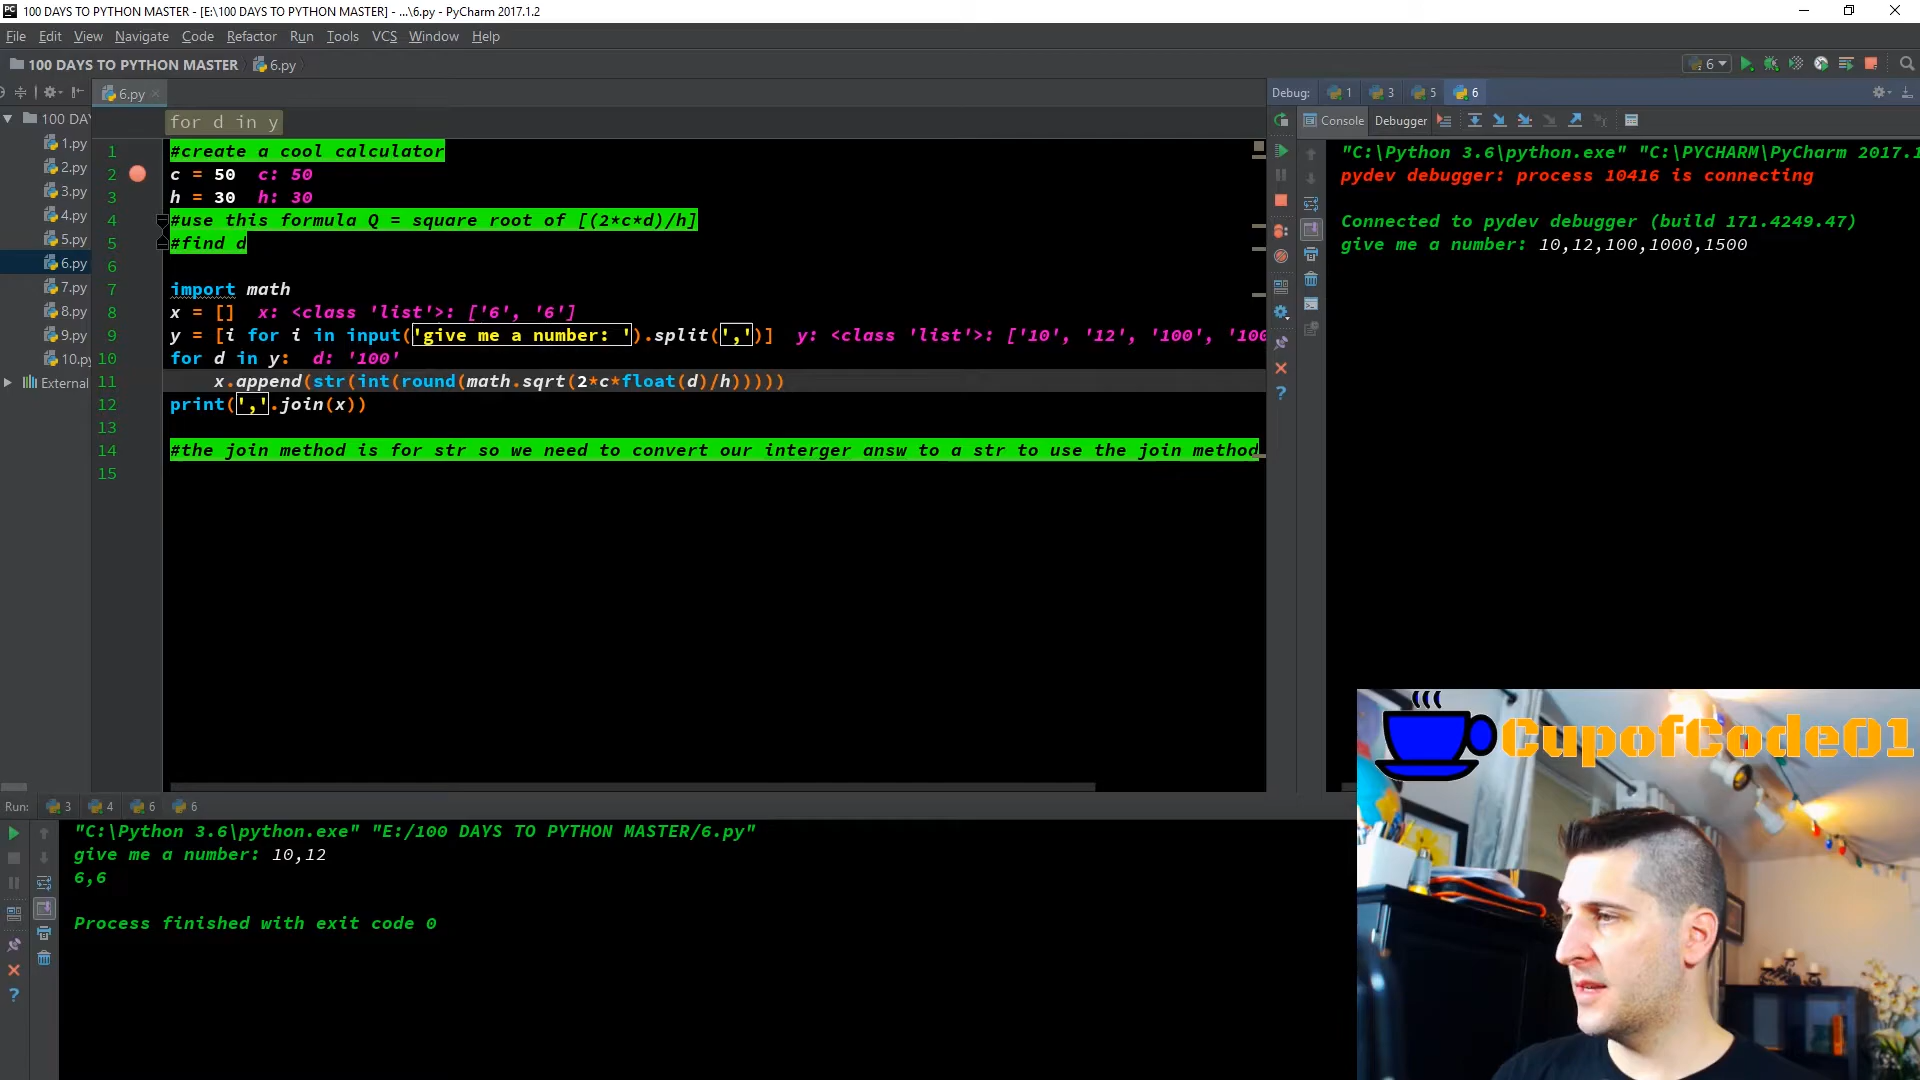 100 DAYS TO PYTHON MASTER - [E:\100 DAYS TO PYTHON MASTER] - ...\6.py - PyCharm 2017.1.2
File Edit View Navigate Code Refactor Run Tools VCS Window Help
100 DAYS TO PYTHON MASTER 6.py
6
6.py
Debug: 1 3 5 6
Console Debugger
100 DAY
1.py
2.py
3.py
4.py
5.py
6.py
7.py
8.py
9.py
10.py
External
for d in y
1 #create a cool calculator
2 c = 50 c: 50
3 h = 30 h: 30
4 #use this formula Q = square root of [(2*c*d)/h]
5 #find d
6
7 import math
8 x = [] x: <class 'list'>: ['6', '6']
9 y = [i for i in input('give me a number: ').split(',')] y: <class 'list'>: ['10', '12', '100', '100
10 for d in y: d: '100'
11 x.append(str(int(round(math.sqrt(2*c*float(d)/h)))))
12 print(','.join(x))
13
14 #the join method is for str so we need to convert our interger answ to a str to use the join method
15
"C:\Python 3.6\python.exe" "C:\PYCHARM\PyCharm 2017.1
pydev debugger: process 10416 is connecting
Connected to pydev debugger (build 171.4249.47)
give me a number: 10,12,100,1000,1500
Run: 3 4 6 6
"C:\Python 3.6\python.exe" "E:/100 DAYS TO PYTHON MASTER/6.py"
give me a number: 10,12
6,6
Process finished with exit code 0
CupofCode01